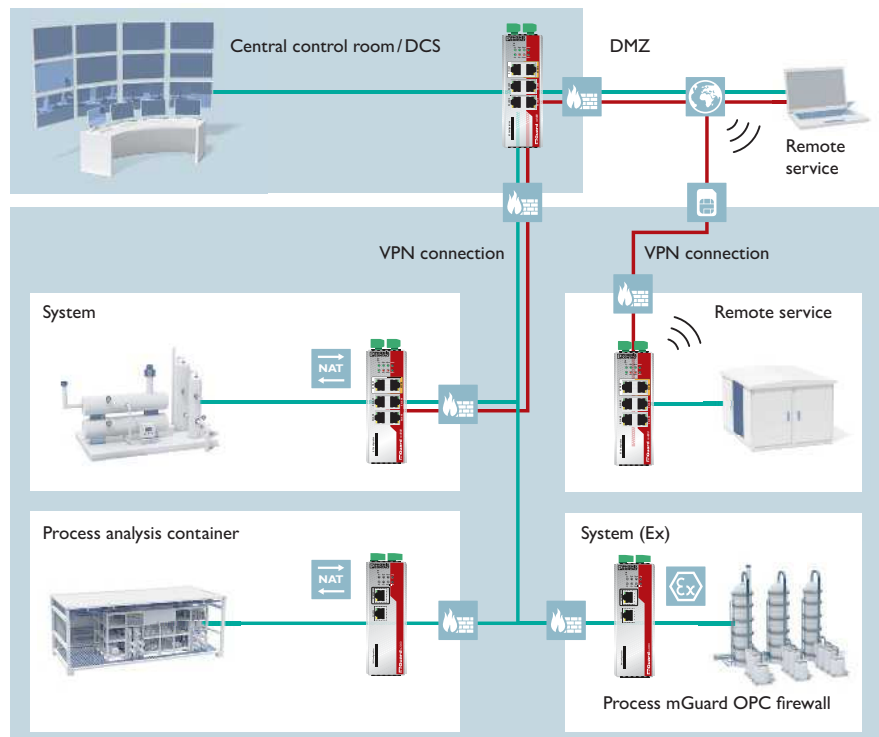 Central control room / DCS
DMZ
Remote
service
VPN connection
VPN connection
System
NAT
Remote service
Process analysis container
NAT
System (Ex)
Ex
Process mGuard OPC firewall